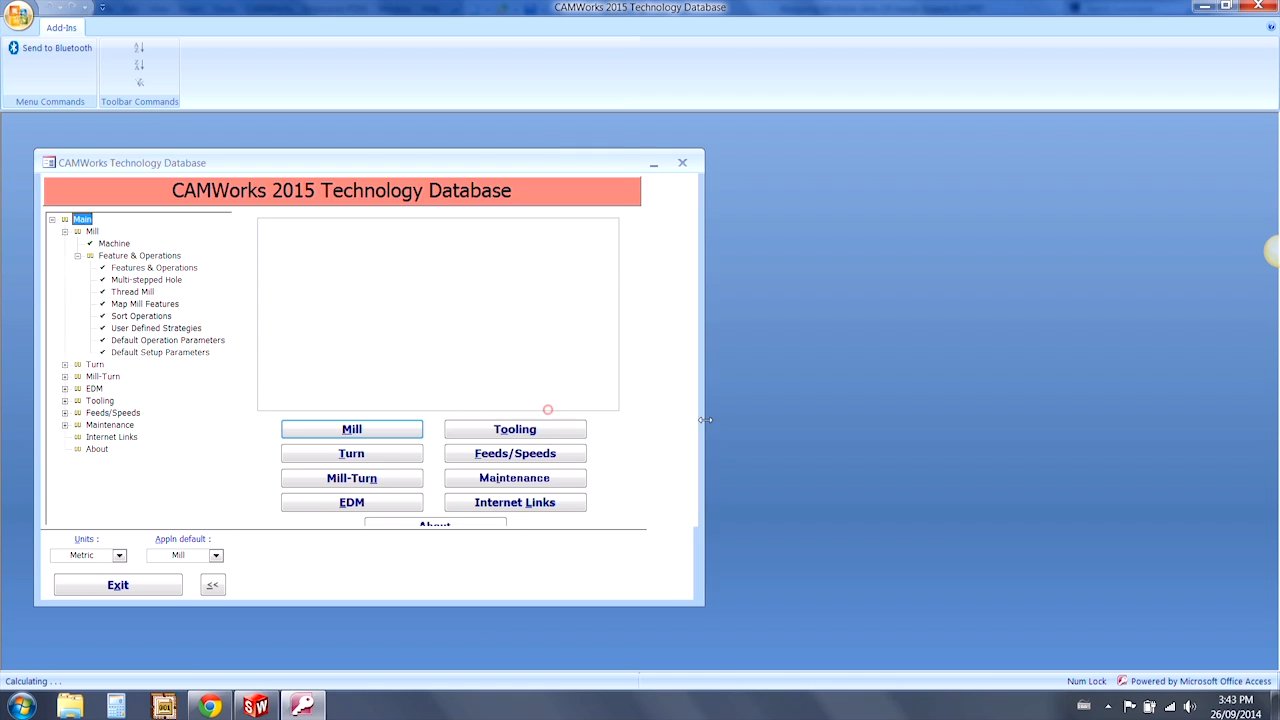 CAMWorks 2015 Technology Database
Add-Ins
Send to Bluetooth
Menu Commands
Toolbar Commands
CAMWorks Technology Database
CAMWorks 2015 Technology Database
Main
Mill
Machine
Feature & Operations
Features & Operations
Multi-stepped Hole
Thread Mill
Map Mill Features
Sort Operations
User Defined Strategies
Default Operation Parameters
Default Setup Parameters
Turn
Mill-Turn
EDM
Tooling
Feeds/Speeds
Maintenance
Internet Links
About
Mill
Tooling
Turn
Feeds/Speeds
Mill-Turn
Maintenance
EDM
Internet Links
About
Units :
Appln default :
Metric
Mill
Exit
<<
Calculating . . .
Num Lock
Powered by Microsoft Office Access
SW
3:43 PM
26/09/2014